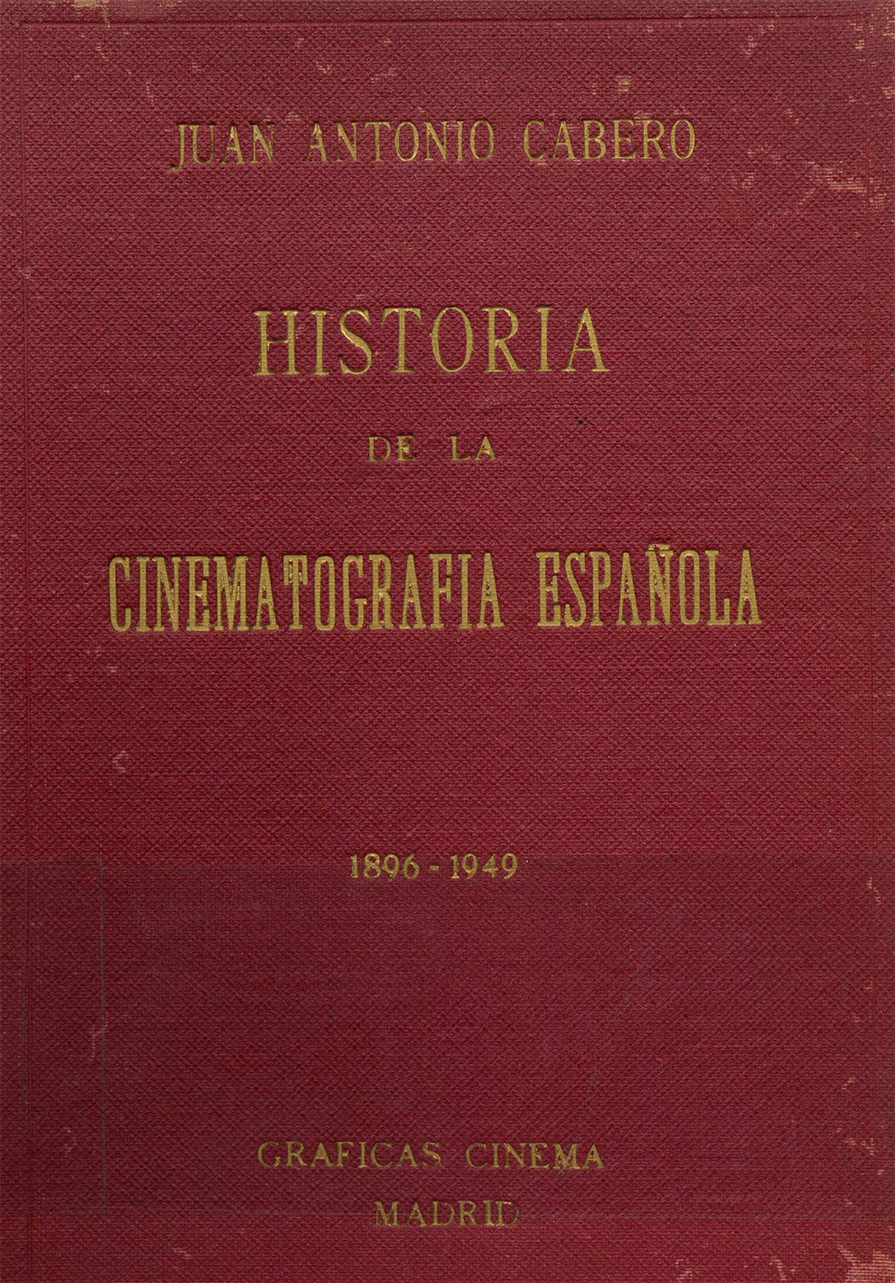 JUAN ANTONIO CABERO
HISTORIA
DE LA
CINEMATOGRAFIA ESPAÑOLA
1896 - 1949
GRAFICAS CINEMA
MADRID